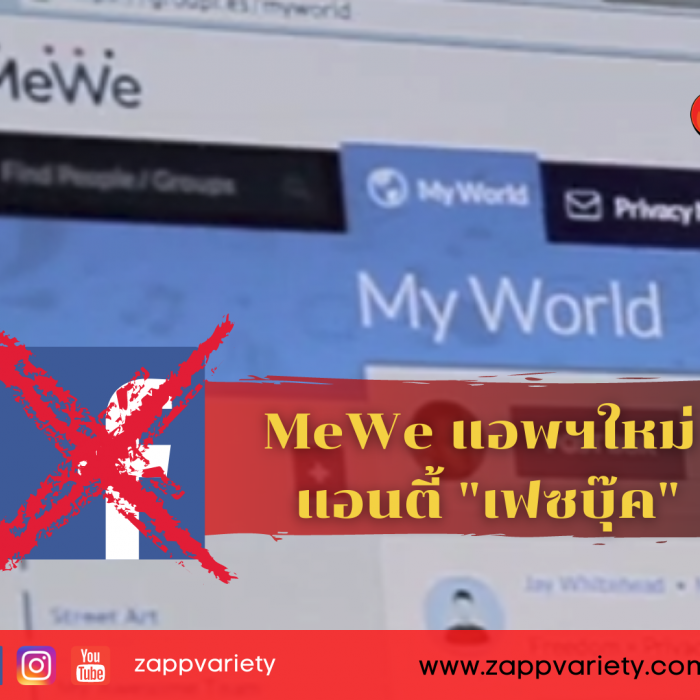 /myworld
MeWe
Find People / Groups
My World
Privacy
My World
MeWe แอพฯใหม่
แอนตี้ "เฟซบุ๊ค"
Jay Whitehead
Street Art
You
Tube
zappvariety
www.zappvariety.com